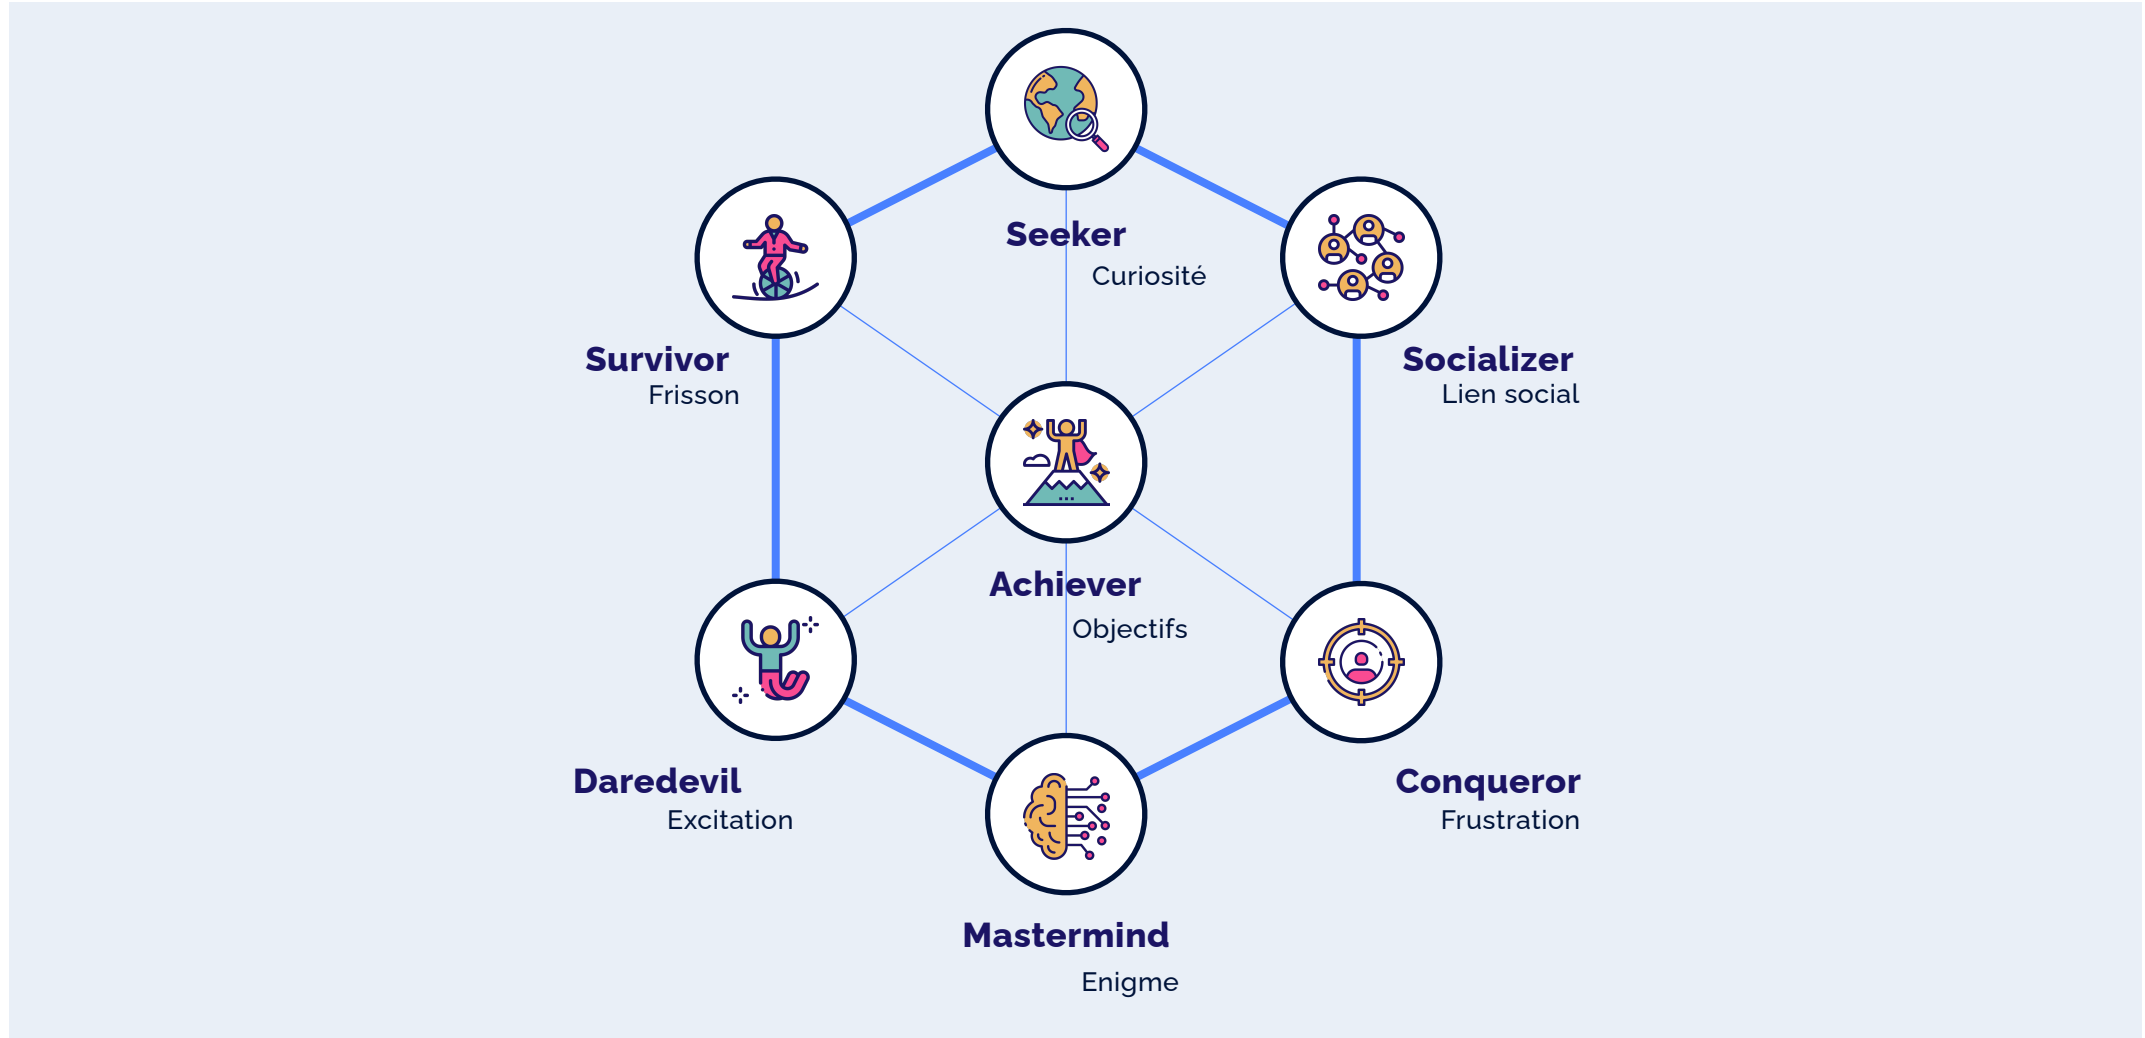 Seeker
Curiosité
Survivor
Frisson
Socializer
Lien social
Achiever
Objectifs
Daredevil
Excitation
Conqueror
Frustration
Mastermind
Enigme